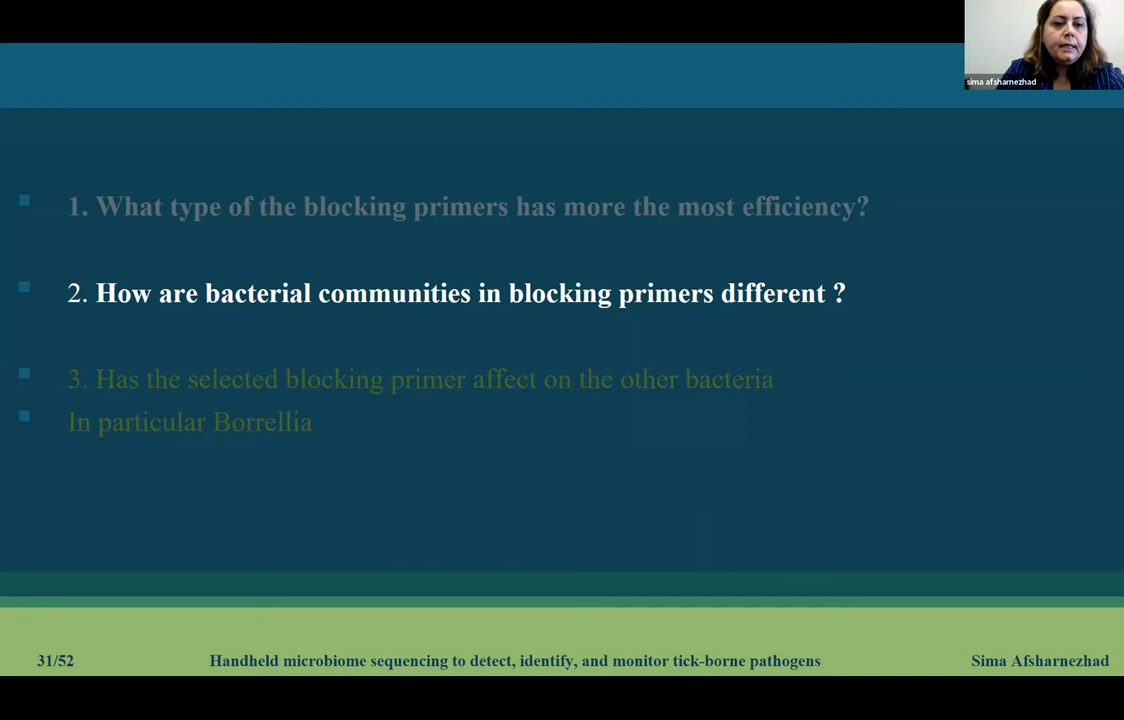 sima afsharnezhad
1. What type of the blocking primers has more the most efficiency?
2. How are bacterial communities in blocking primers different ?
3. Has the selected blocking primer affect on the other bacteria
In particular Borrellia
31/52 Handheld microbiome sequencing to detect, identify, and monitor tick-borne pathogens Sima Afsharnezhad